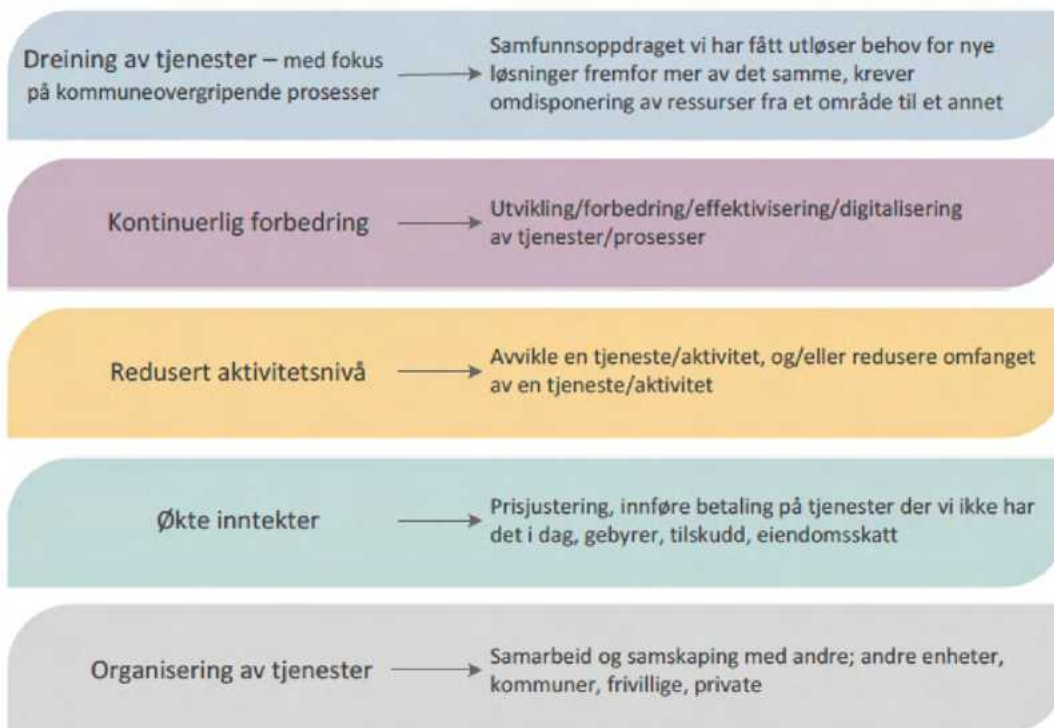 Dreining av tjenester – med fokus
på kommuneovergripende prosesser
Samfunnsoppdraget vi har fått utløser behov for nye
løsninger fremfor mer av det samme, krever
omdisponering av ressurser fra et område til et annet
Kontinuerlig forbedring
Utvikling/forbedring/effektivisering/digitalisering
av tjenester/prosesser
Redusert aktivitetsnivå
Avvikle en tjeneste/aktivitet, og/eller redusere omfanget
av en tjeneste/aktivitet
Økte inntekter
Prisjustering, innføre betaling på tjenester der vi ikke har
det i dag, gebyrer, tilskudd, eiendomsskatt
Organisering av tjenester
Samarbeid og samskaping med andre; andre enheter,
kommuner, frivillige, private